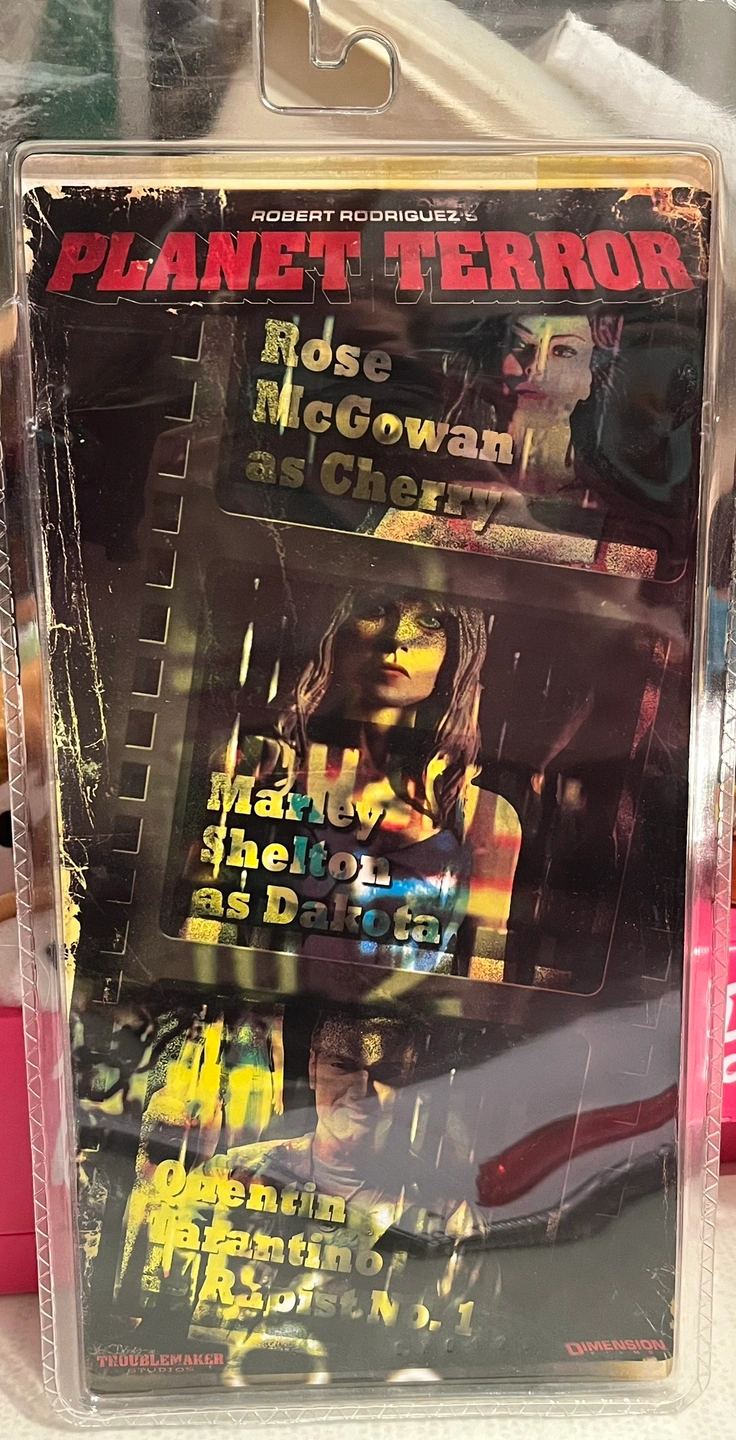 ROBERT RODRIGUEZ'S
PLANET TERROR
Rose
McGowan
as Cherry
Marley
Shelton
as Dakota
Quentin
Tarantino
Rapist No. 1
TROUBLEMAKER
STUDIOS
DIMENSION